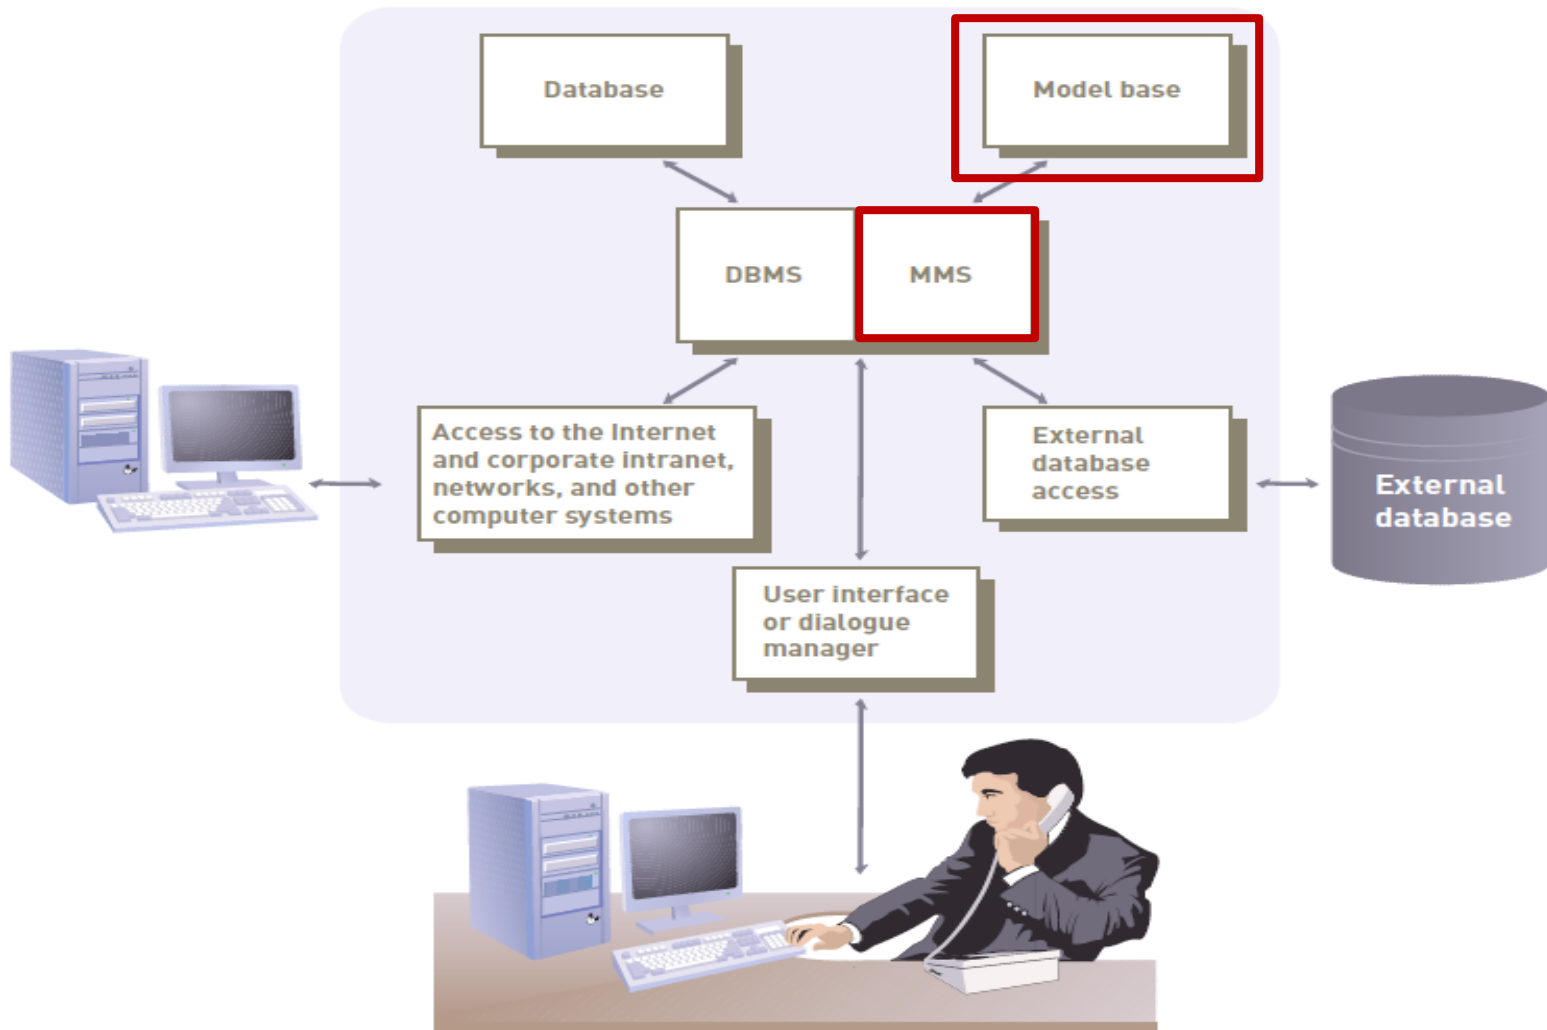 Database
Model base
DBMS
MMS
Access to the Internet
and corporate intranet,
networks, and other
computer systems
External
database
access
External
database
User interface
or dialogue
manager